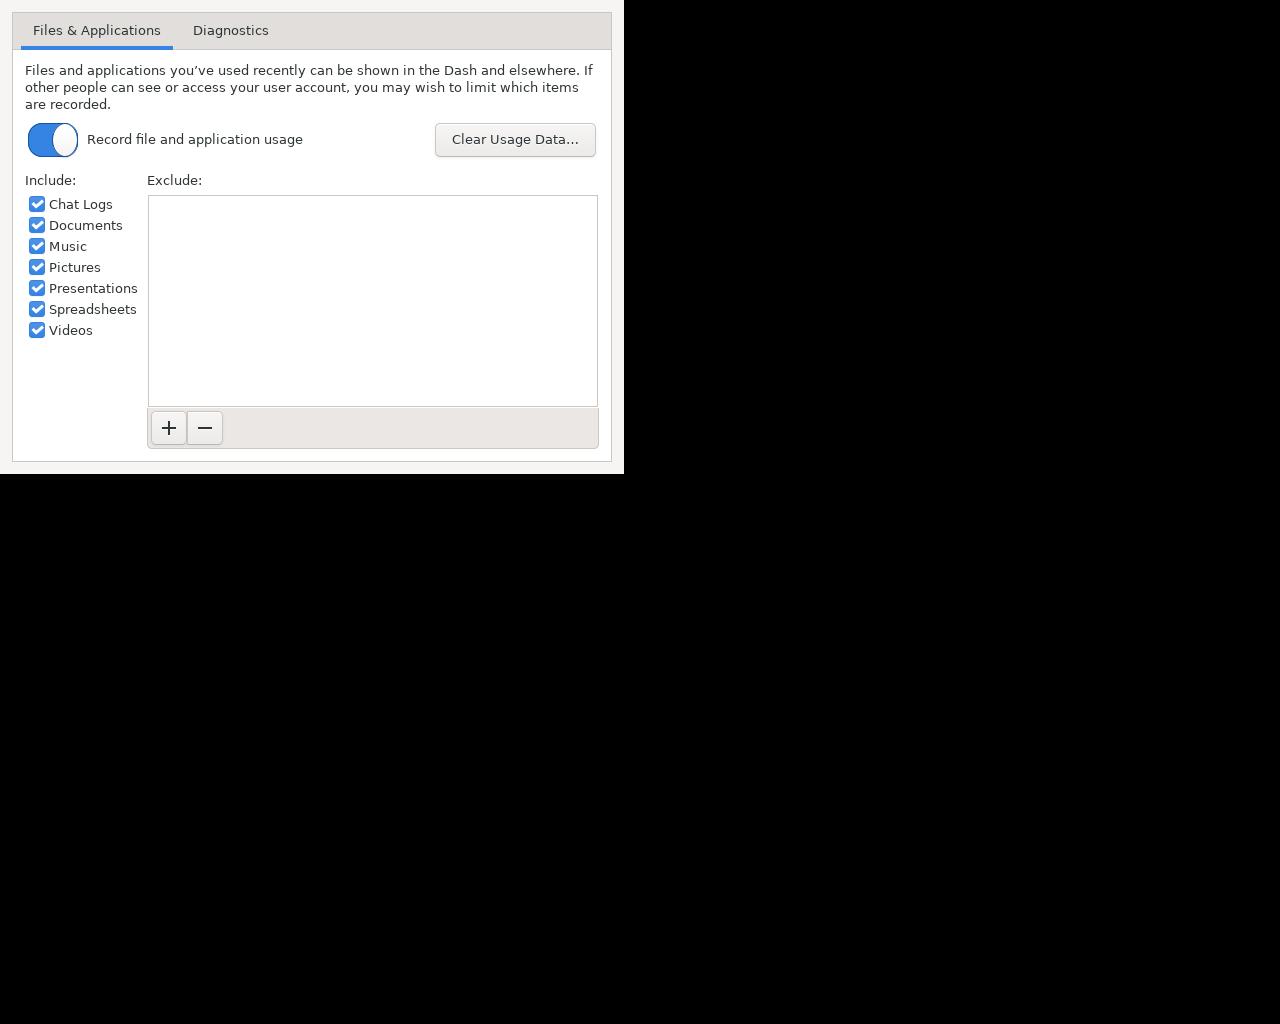 Files & Applications
Diagnostics
Files and applications you’ve used recently can be shown in the Dash and elsewhere. If
other people can see or access your user account, you may wish to limit which items
are recorded.
Record file and application usage
Clear Usage Data...
Include:
Exclude:
Chat Logs
Documents
Music
Pictures
Presentations
Spreadsheets
Videos